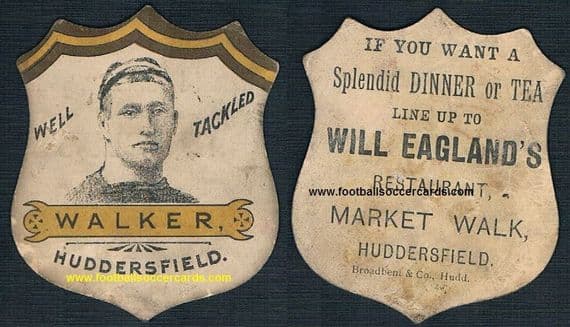 WELL TACKLED
WALKER,
HUDDERSFIELD.
www.footballsoccercards.com
IF YOU WANT A
Splendid DINNER or TEA
LINE UP TO
WILL EAGLAND'S
www.footballsoccercards.com
RESTAURANT,
MARKET WALK,
HUDDERSFIELD.
Broadbent & Co., Hudd.